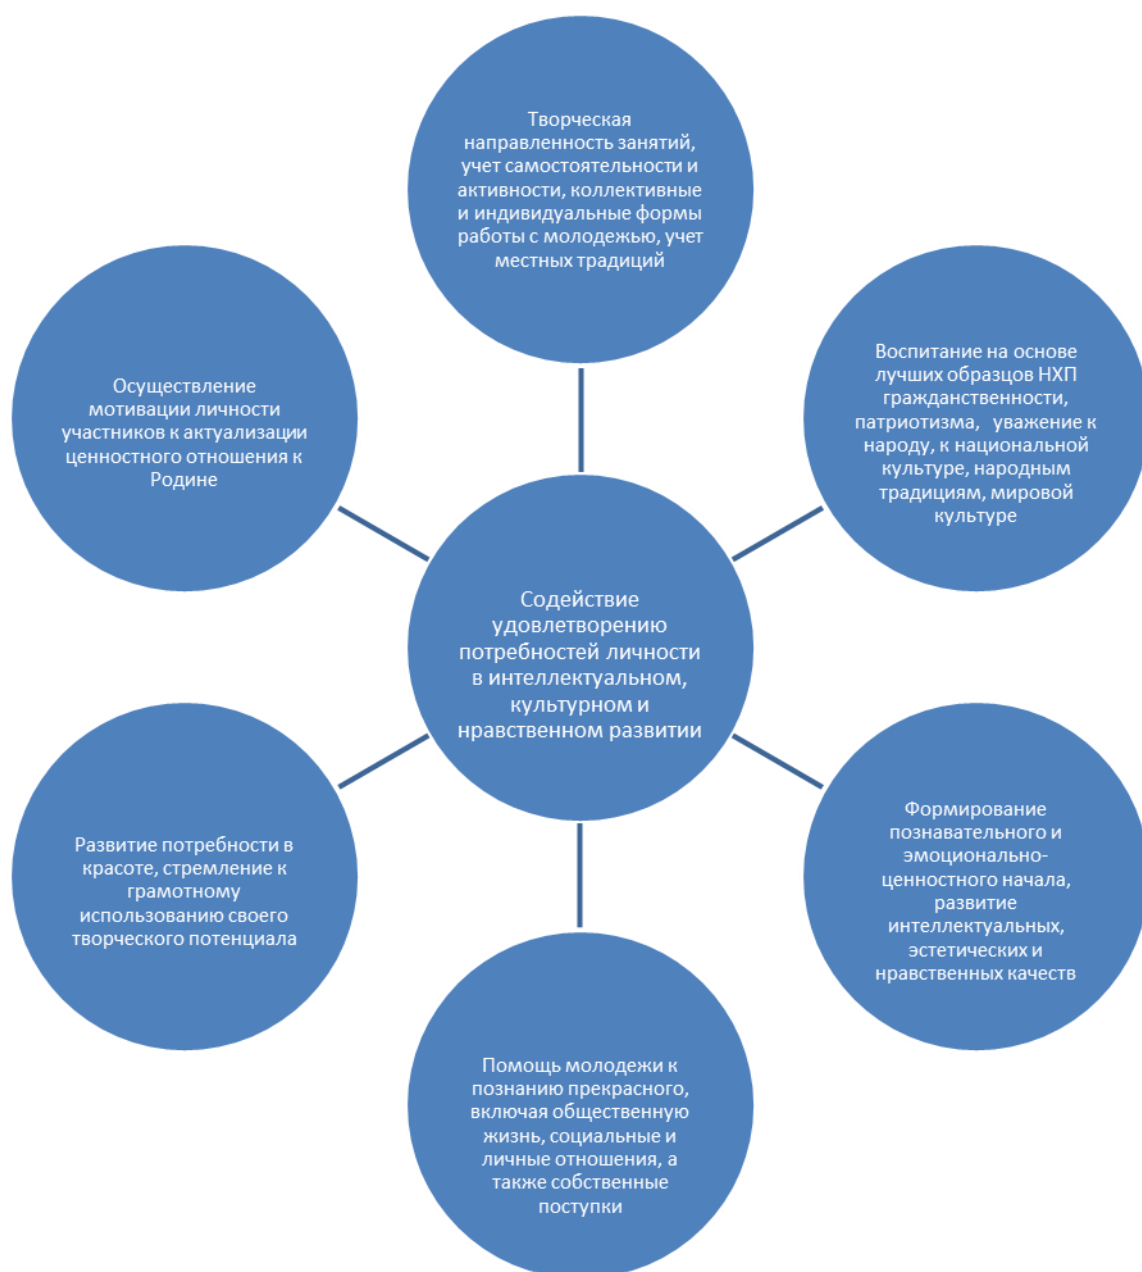 Творческая
направленность занятий,
учет самостоятельности и
активности, коллективные
и индивидуальные формы
работы с молодежью, учет
местных традиций
Воспитание на основе
лучших образцов НХП
гражданственности,
патриотизма, уважение к
народу, к национальной
культуре, народным
традициям, мировой
культуре
Осуществление
мотивации личности
участников к актуализации
ценностного отношения к
Родине
Содействие
удовлетворению
потребностей личности
в интеллектуальном,
культурном и
нравственном развитии
Формирование
познавательного и
эмоционально-
ценностного начала,
развитие
интеллектуальных,
эстетических и
нравственных качеств
Развитие потребности в
красоте, стремление к
грамотному
использованию своего
творческого потенциала
Помощь молодежи к
познанию прекрасного,
включая общественную
жизнь, социальные и
личные отношения, а
также собственные
поступки